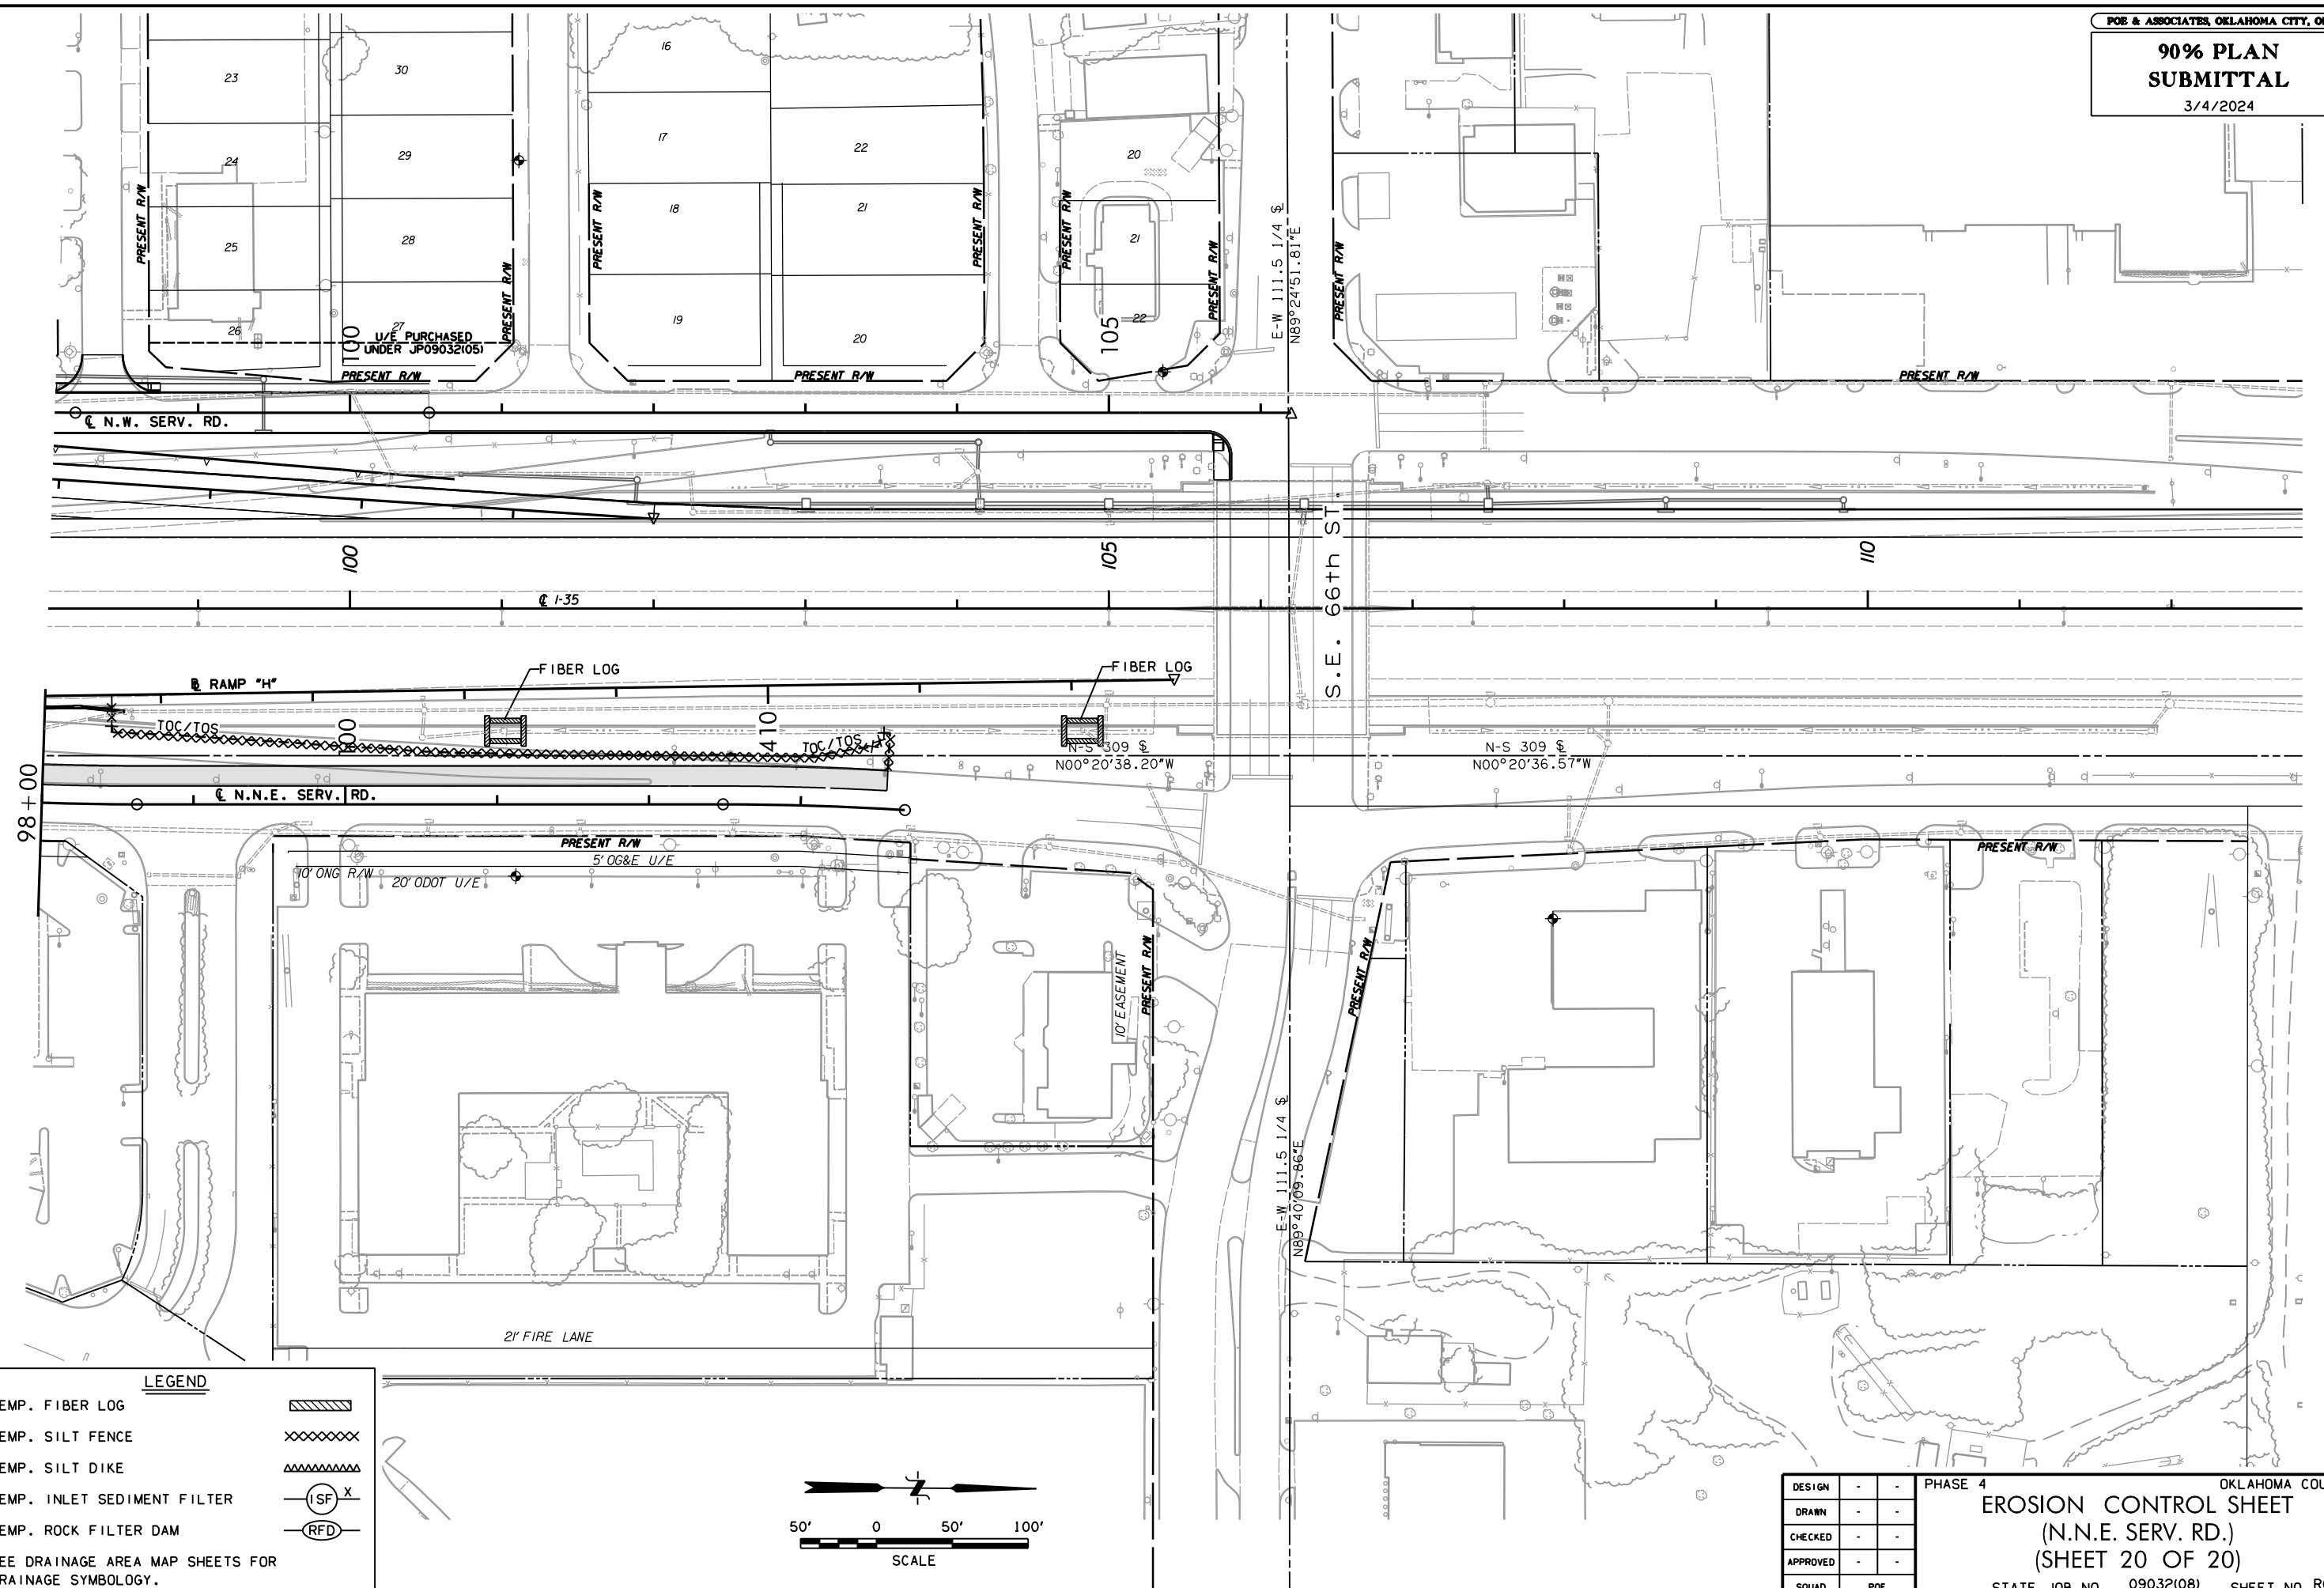 POE & ASSOCIATES, OKLAHOMA CITY,
90% PLAN
SUBMITTAL
3/4/2024
23
30
16
24
29
17
22
20
25
28
18
21
21
26
27
19
20
22
PRESENT R/W
PRESENT R/W
PRESENT R/W
PRESENT R/W
PRESENT R/W
PRESENT R/W
PRESENT R/W
100
U/E PURCHASED
UNDER JP09032(05)
105
E-W 111.5 1/4 ℄
N89°24'51.81"E
PRESENT R/W
PRESENT R/W
PRESENT R/W
℄ N.W. SERV. RD.
100
105
110
S.E. 66th ST.
℄ I-35
FIBER LOG
FIBER LOG
RAMP "H"
TOC/TOS
410
TOC/TOS
N-S 309 ℄
N00°20'38.20"W
N-S 309 ℄
N00°20'36.57"W
98+00
℄ N.N.E. SERV. RD.
PRESENT R/W
5' OG&E U/E
10' ONG R/W
20' ODOT U/E
PRESENT R/W
10' EASEMENT
PRESENT R/W
PRESENT R/W
E-W 111.5 1/4 ℄
N89°40'09.86"E
21' FIRE LANE
LEGEND
EMP. FIBER LOG
EMP. SILT FENCE
EMP. SILT DIKE
EMP. INLET SEDIMENT FILTER
ISF X
EMP. ROCK FILTER DAM
RFD
EE DRAINAGE AREA MAP SHEETS FOR
RAINAGE SYMBOLOGY.
50' 0 50' 100'
SCALE
DESIGN - -
DRAWN - -
CHECKED - -
APPROVED - -
SQUAD POE
PHASE 4
OKLAHOMA COU
EROSION CONTROL SHEET
(N.N.E. SERV. RD.)
(SHEET 20 OF 20)
STATE JOB NO. 09032(08) SHEET NO.